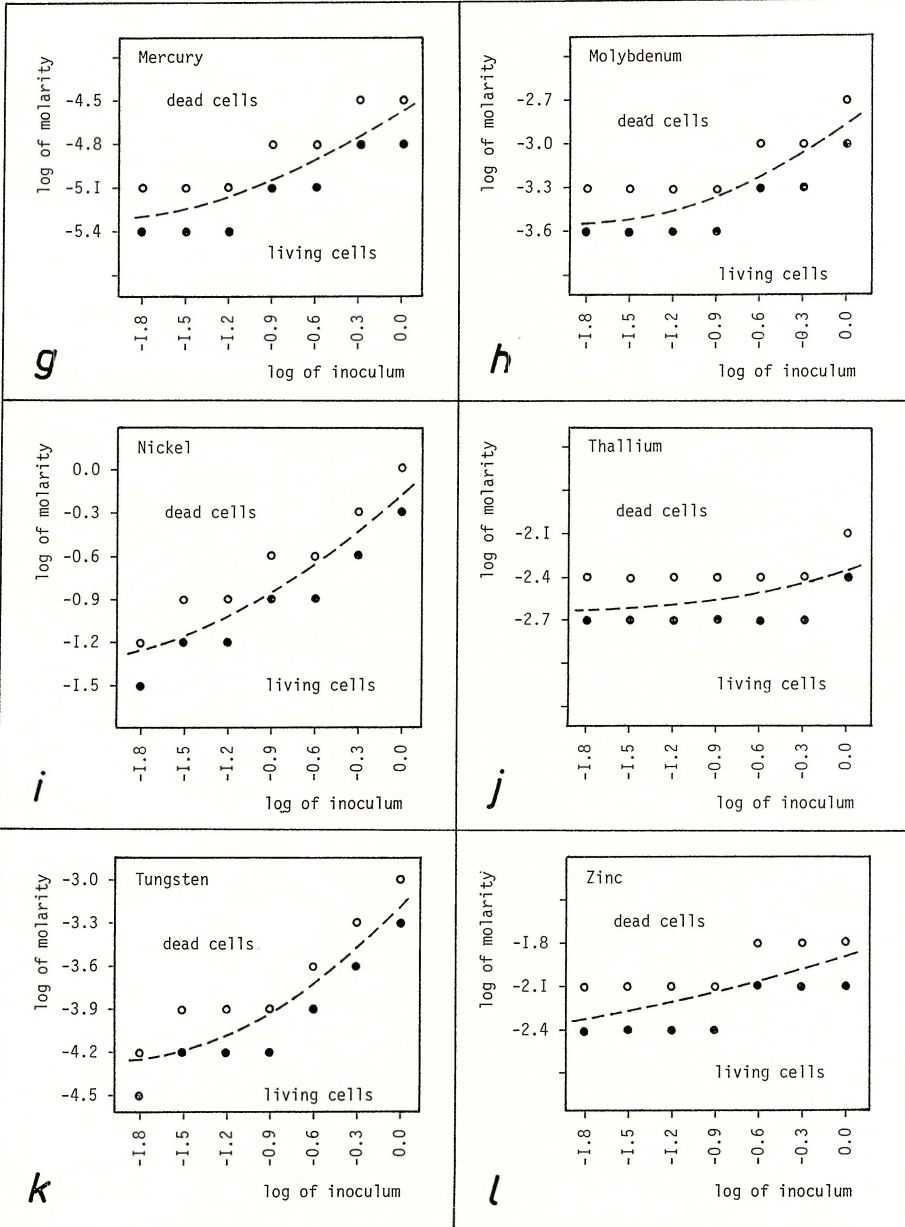 Mercury
dead cells
living cells
log of molarity
-4.5
-4.8
-5.1
-5.4
-1.8
-1.5
-1.2
-0.9
-0.6
-0.3
0.0
log of inoculum
g
Molybdenum
dead cells
living cells
log of molarity
-2.7
-3.0
-3.3
-3.6
-1.8
-1.5
-1.2
-0.9
-0.6
-0.3
0.0
log of inoculum
h
Nickel
dead cells
living cells
log of molarity
0.0
-0.3
-0.6
-0.9
-1.2
-1.5
-1.8
-1.5
-1.2
-0.9
-0.6
-0.3
0.0
log of inoculum
i
Thallium
dead cells
living cells
log of molarity
-2.1
-2.4
-2.7
-1.8
-1.5
-1.2
-0.9
-0.6
-0.3
0.0
log of inoculum
j
Tungsten
dead cells
living cells
log of molarity
-3.0
-3.3
-3.6
-3.9
-4.2
-4.5
-1.8
-1.5
-1.2
-0.9
-0.6
-0.3
0.0
log of inoculum
k
Zinc
dead cells
living cells
log of molarity
-1.8
-2.1
-2.4
-1.8
-1.5
-1.2
-0.9
-0.6
-0.3
0.0
log of inoculum
l